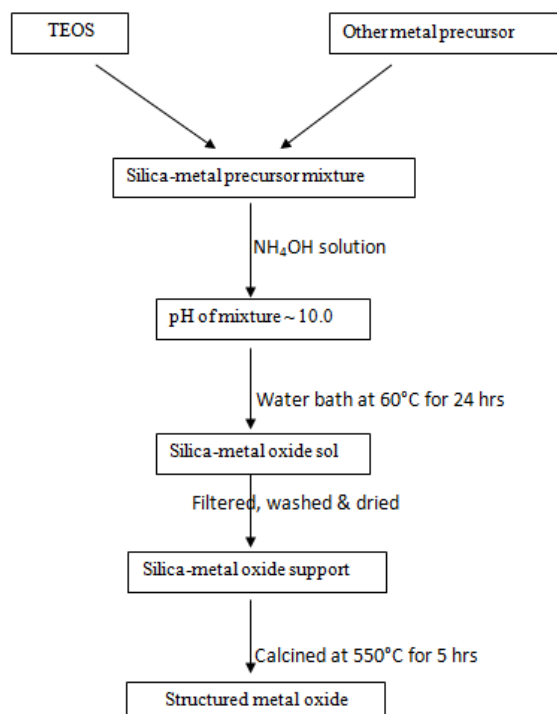 TEOS
Other metal precursor
Silica-metal precursor mixture
NH₄OH solution
pH of mixture ~ 10.0
Water bath at 60°C for 24 hrs
Silica-metal oxide sol
Filtered, washed & dried
Silica-metal oxide support
Calcined at 550°C for 5 hrs
Structured metal oxide